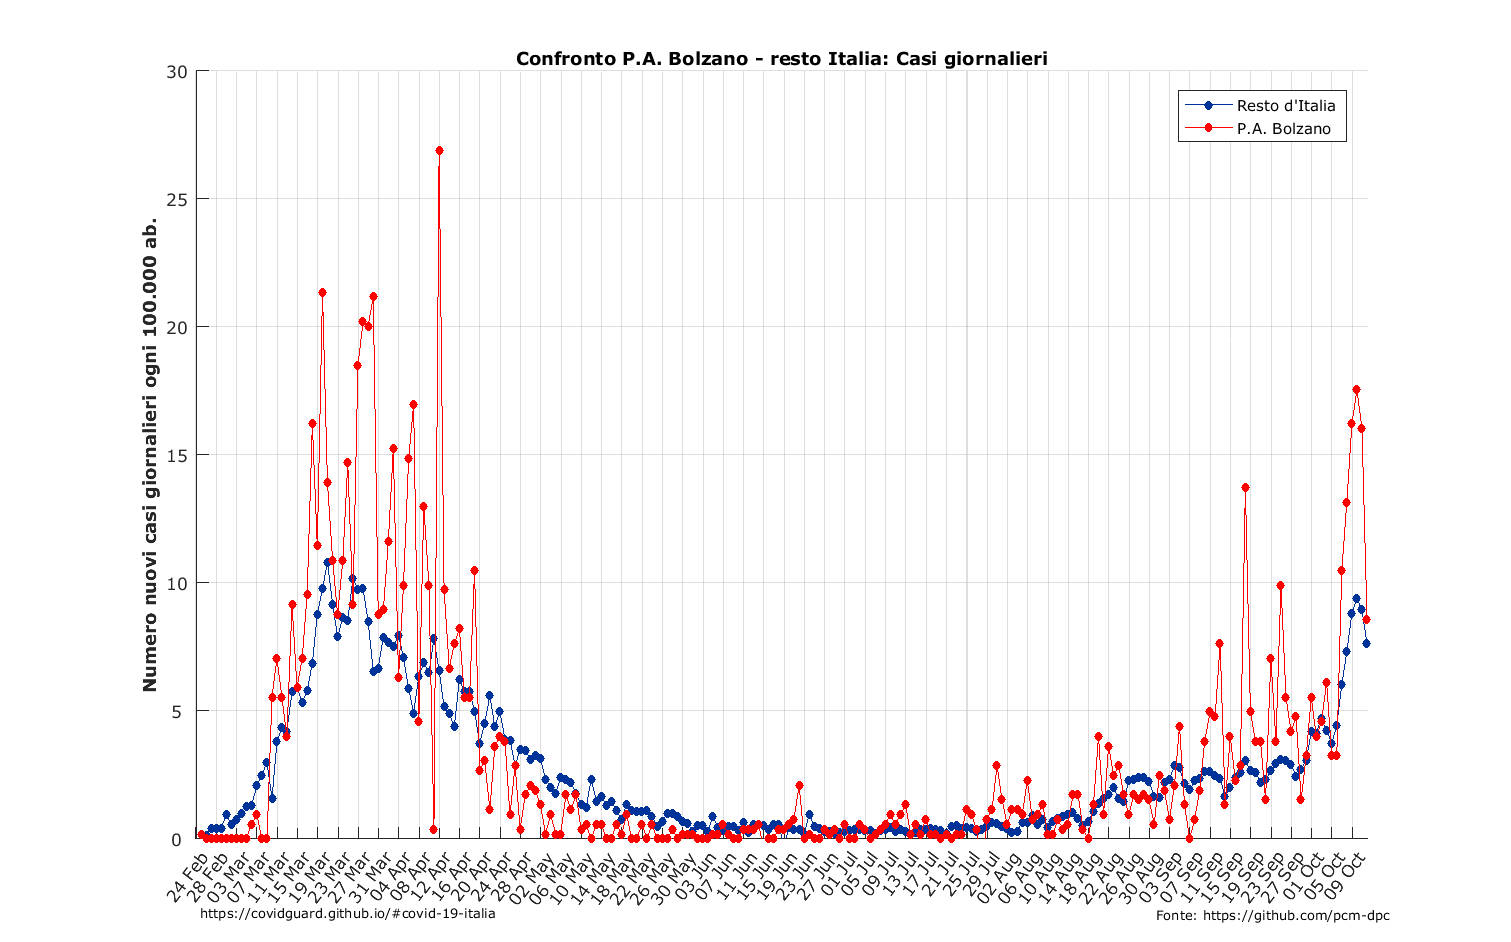 Confronto P.A. Bolzano - resto Italia: Casi giornalieri
Numero nuovi casi giornalieri ogni 100.000 ab.
30
25
20
15
10
5
0
Resto d'Italia
P.A. Bolzano
24 Feb
28 Feb
03 Mar
07 Mar
11 Mar
15 Mar
19 Mar
23 Mar
27 Mar
31 Mar
04 Apr
08 Apr
12 Apr
16 Apr
20 Apr
24 Apr
28 Apr
02 May
06 May
10 May
14 May
18 May
22 May
26 May
30 May
03 Jun
07 Jun
11 Jun
15 Jun
19 Jun
23 Jun
27 Jun
01 Jul
05 Jul
09 Jul
13 Jul
17 Jul
21 Jul
25 Jul
29 Jul
02 Aug
06 Aug
10 Aug
14 Aug
18 Aug
22 Aug
26 Aug
30 Aug
03 Sep
07 Sep
11 Sep
15 Sep
19 Sep
23 Sep
27 Sep
01 Oct
05 Oct
09 Oct
https://covidguard.github.io/#covid-19-italia
Fonte: https://github.com/pcm-dpc